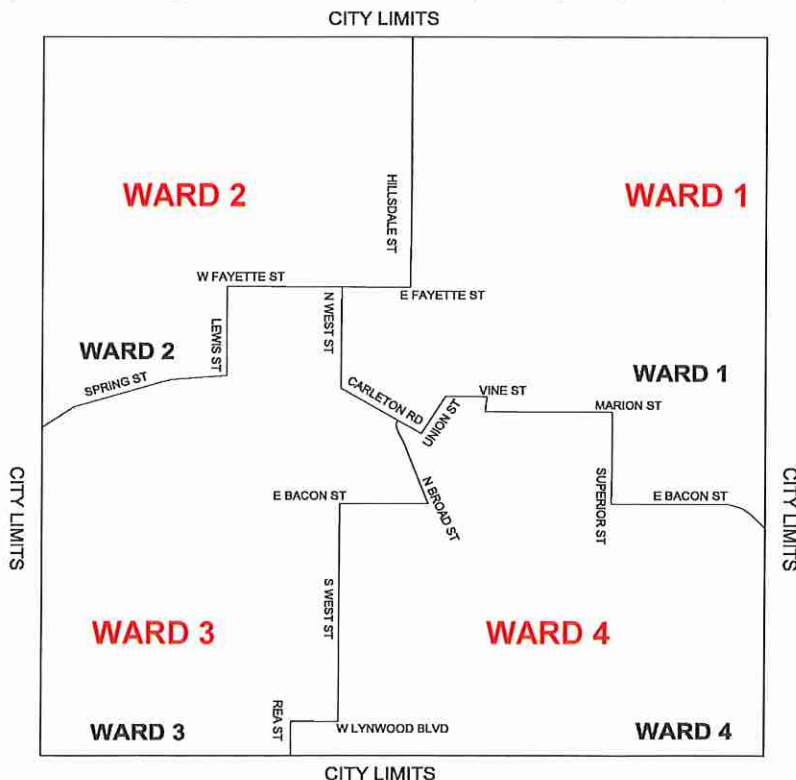 CITY LIMITS
WARD 2
WARD 1
HILLSDALE ST
W FAYETTE ST
E FAYETTE ST
N WEST ST
LEWIS ST
WARD 2
WARD 1
SPRING ST
CARLETON RD
UNION ST
VINE ST
MARION ST
CITY LIMITS
E BACON ST
N BROAD ST
SUPERIOR ST
E BACON ST
CITY LIMITS
S WEST ST
WARD 3
WARD 4
REA ST
W LYNWOOD BLVD
WARD 3
WARD 4
CITY LIMITS